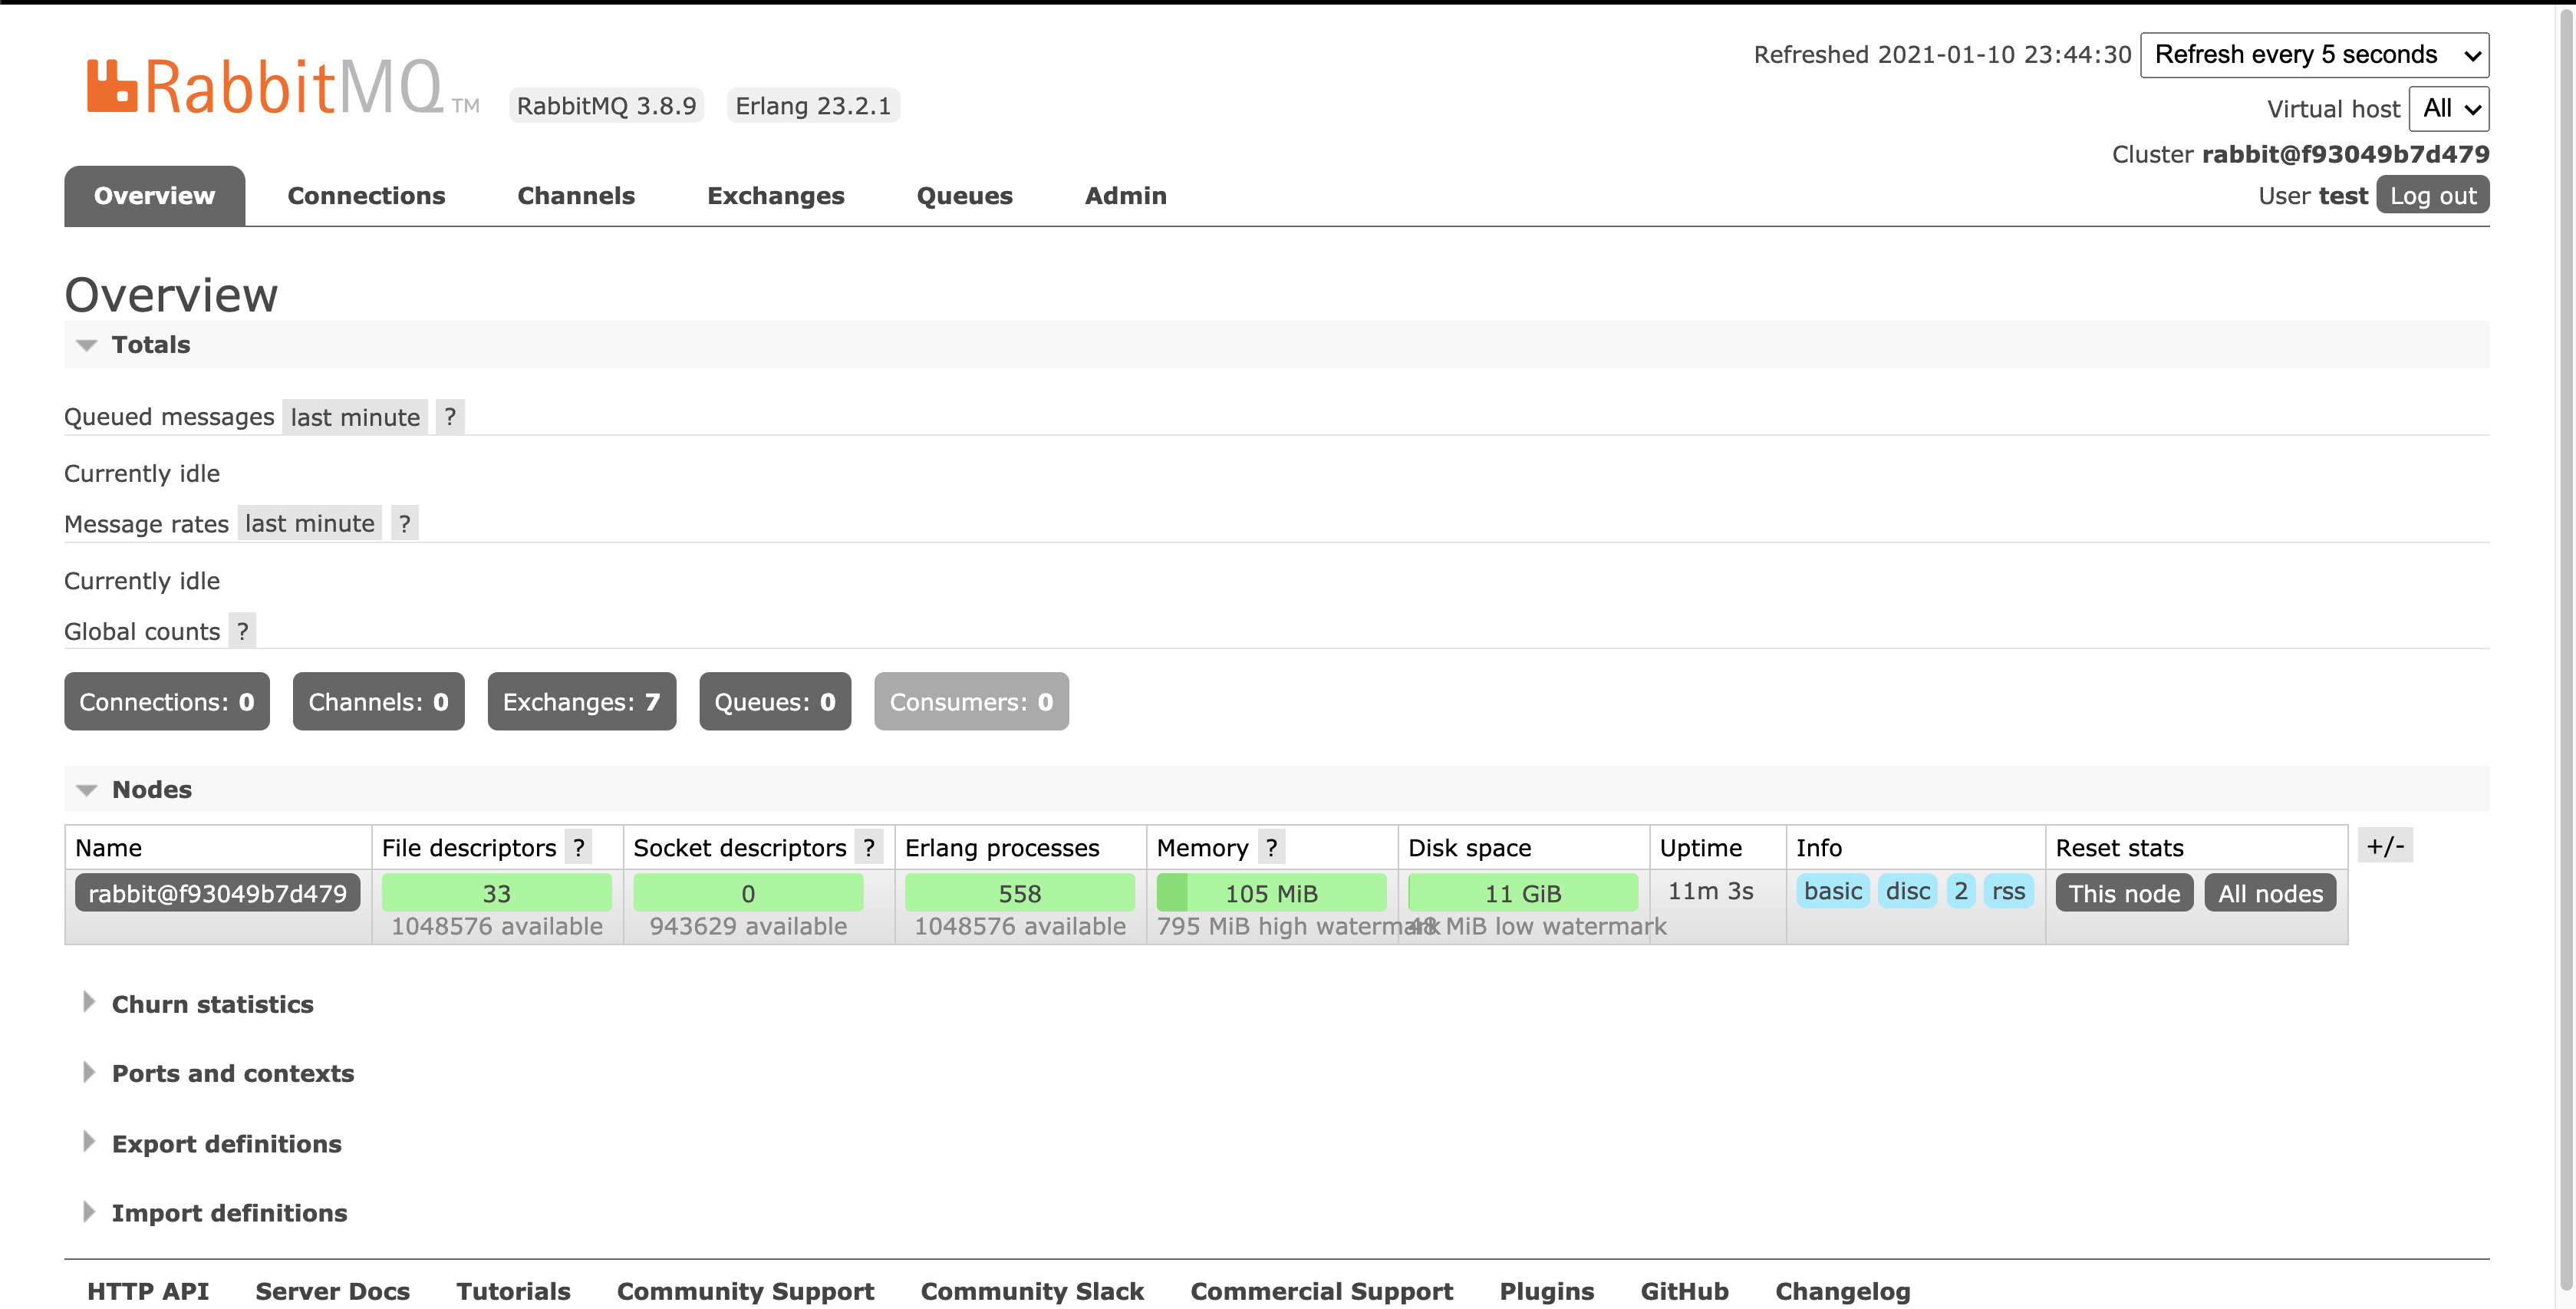 Refreshed 2021-01-10 23:44:30 Refresh every 5 seconds
RabbitMQ TM RabbitMQ 3.8.9 Erlang 23.2.1
Virtual host All
Cluster rabbit@f93049b7d479
Overview Connections Channels Exchanges Queues Admin
User test Log out
Overview
Totals
Queued messages last minute ?
Currently idle
Message rates last minute ?
Currently idle
Global counts ?
Connections: 0 Channels: 0 Exchanges: 7 Queues: 0 Consumers: 0
Nodes
Name File descriptors ? Socket descriptors ? Erlang processes Memory ? Disk space Uptime Info Reset stats +/-
rabbit@f93049b7d479 33 0 558 105 MiB 11 GiB 11m 3s basic disc 2 rss This node All nodes
1048576 available 943629 available 1048576 available 795 MiB high watermark 48 MiB low watermark
Churn statistics
Ports and contexts
Export definitions
Import definitions
HTTP API Server Docs Tutorials Community Support Community Slack Commercial Support Plugins GitHub Changelog